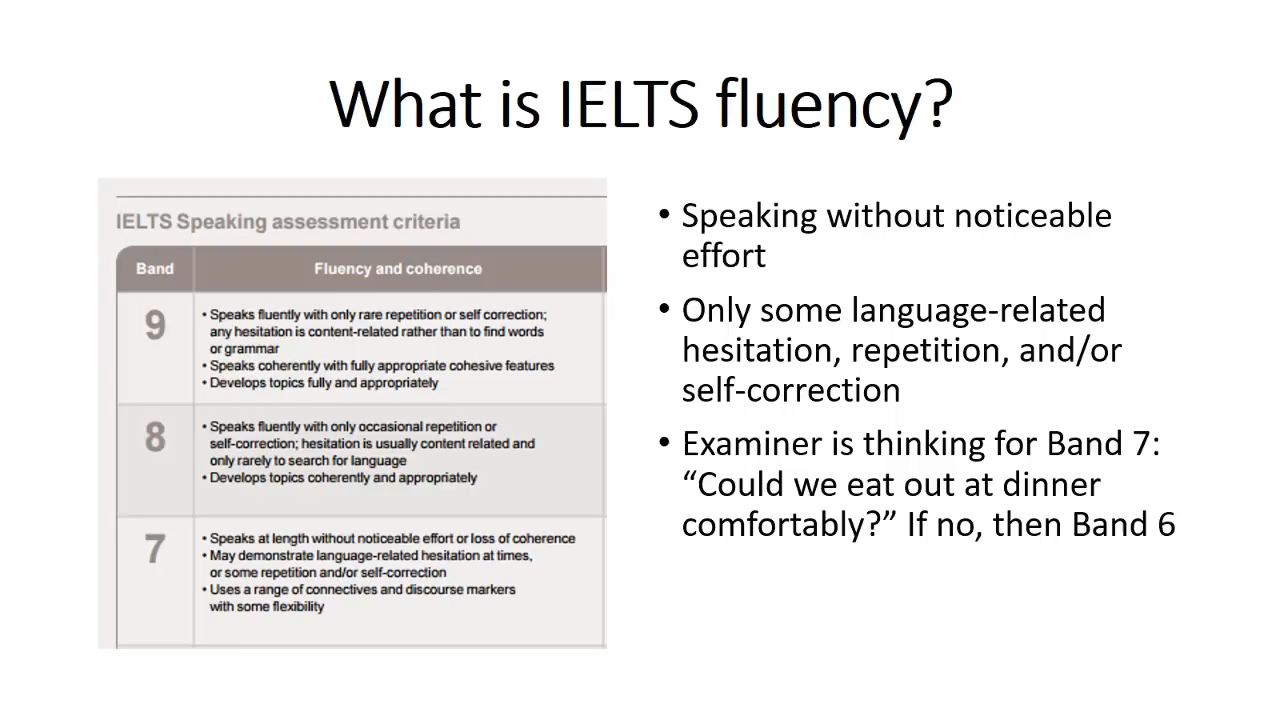 What is IELTS fluency?
IELTS Speaking assessment criteria
Band
Fluency and coherence
9
• Speaks fluently with only rare repetition or self correction;
any hesitation is content-related rather than to find words
or grammar
• Speaks coherently with fully appropriate cohesive features
• Develops topics fully and appropriately
8
• Speaks fluently with only occasional repetition or
self-correction; hesitation is usually content related and
only rarely to search for language
• Develops topics coherently and appropriately
7
• Speaks at length without noticeable effort or loss of coherence
• May demonstrate language-related hesitation at times,
or some repetition and/or self-correction
• Uses a range of connectives and discourse markers
with some flexibility
• Speaking without noticeable
effort
• Only some language-related
hesitation, repetition, and/or
self-correction
• Examiner is thinking for Band 7:
“Could we eat out at dinner
comfortably?” If no, then Band 6